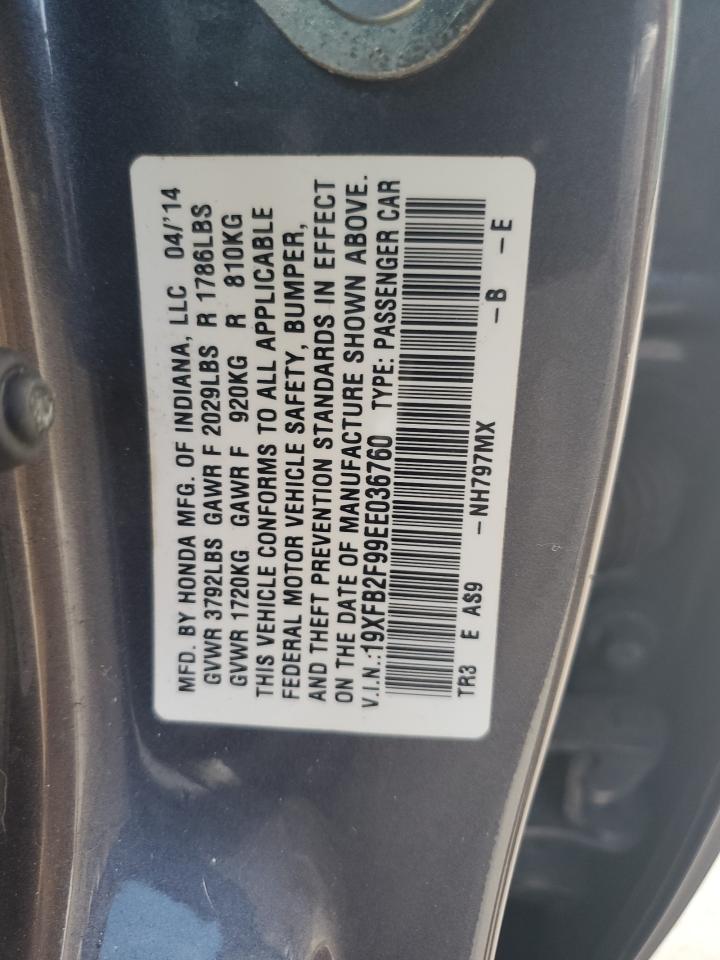 MFD. BY HONDA MFG. OF INDIANA, LLC 04/'14
GVWR 3792LBS GAWR F 2029LBS R 1786LBS
GVWR 1720KG GAWR F 920KG R 810KG
THIS VEHICLE CONFORMS TO ALL APPLICABLE
FEDERAL MOTOR VEHICLE SAFETY, BUMPER,
AND THEFT PREVENTION STANDARDS IN EFFECT
ON THE DATE OF MANUFACTURE SHOWN ABOVE.
V.I.N.:19XFB2F99EE036760 TYPE: PASSENGER CAR
TR3 E AS9 -NH797MX -B -E